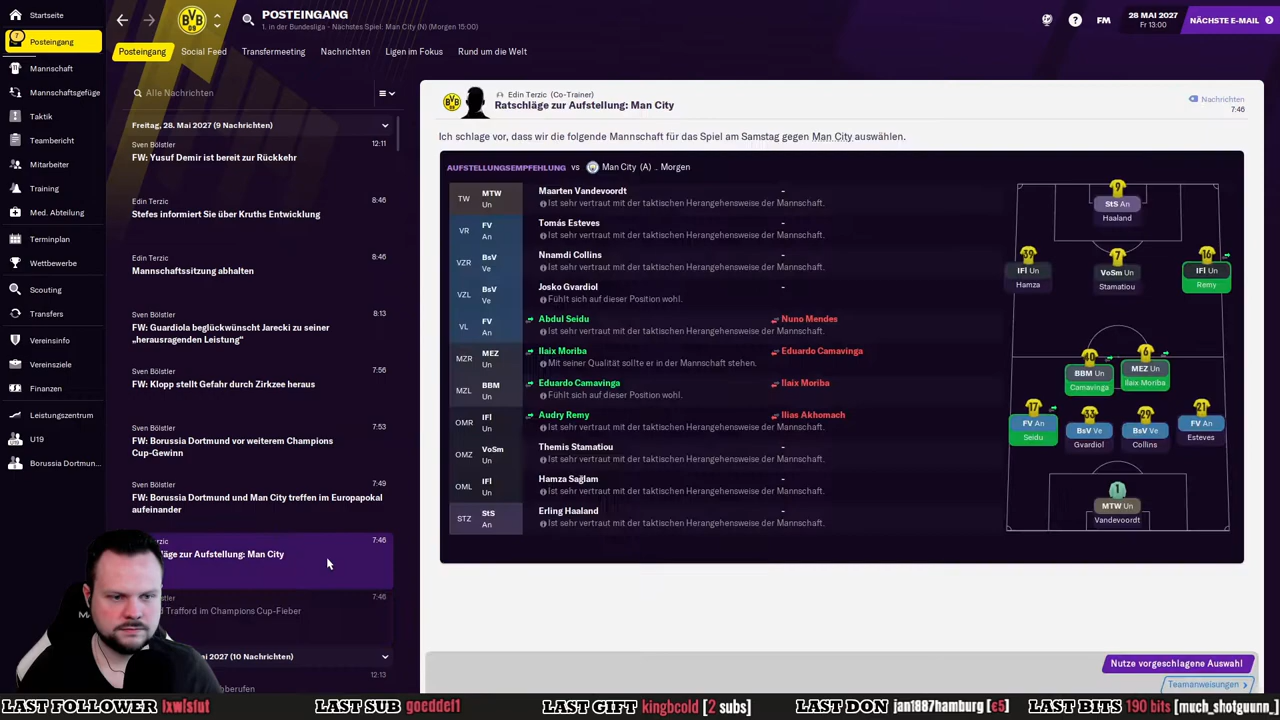 POSTEINGANG
1. in der Bundesliga - Nächstes Spiel: Man City (N) (Morgen 15:00)
FM
28 MAI 2027
Fr 13:00
NÄCHSTE E-MAIL
Startseite
7
Posteingang
Mannschaft
Mannschaftsgefüge
Taktik
Teambericht
Mitarbeiter
Training
Med. Abteilung
Terminplan
Wettbewerbe
Scouting
Transfers
Vereinsinfo
Vereinsziele
Finanzen
Leistungszentrum
U19
Borussia Dortmun...
Posteingang
Social Feed
Transfermeeting
Nachrichten
Ligen im Fokus
Rund um die Welt
Alle Nachrichten
Freitag, 28. Mai 2027 (9 Nachrichten)
Sven Bölstler 12:11
FW: Yusuf Demir ist bereit zur Rückkehr
Edin Terzic 8:46
Stefes informiert Sie über Kruths Entwicklung
Edin Terzic 8:46
Mannschaftssitzung abhalten
Sven Bölstler 8:13
FW: Guardiola beglückwünscht Jarecki zu seiner
„herausragenden Leistung“
Sven Bölstler 7:56
FW: Klopp stellt Gefahr durch Zirkzee heraus
Sven Bölstler 7:53
FW: Borussia Dortmund vor weiterem Champions
Cup-Gewinn
Sven Bölstler 7:49
FW: Borussia Dortmund und Man City treffen im Europapokal
aufeinander
7:46
zur Aufstellung: Man City
7:46
Trafford im Champions Cup-Fieber
2027 (10 Nachrichten)
12:13
Edin Terzic (Co-Trainer)
Ratschläge zur Aufstellung: Man City
Nachrichten
7:46
Ich schlage vor, dass wir die folgende Mannschaft für das Spiel am Samstag gegen Man City auswählen.
AUFSTELLUNGSEMPFEHLUNG vs Man City (A) . Morgen
TW MTW Un Maarten Vandevoordt -
Ist sehr vertraut mit der taktischen Herangehensweise der Mannschaft.
VR FV An Tomás Esteves -
Ist sehr vertraut mit der taktischen Herangehensweise der Mannschaft.
VZR BsV Ve Nnamdi Collins -
Ist sehr vertraut mit der taktischen Herangehensweise der Mannschaft.
VZL BsV Ve Josko Gvardiol -
Fühlt sich auf dieser Position wohl.
VL FV An Abdul Seidu Nuno Mendes
Ist sehr vertraut mit der taktischen Herangehensweise der Mannschaft.
MZR MEZ Un Ilaix Moriba Eduardo Camavinga
Mit seiner Qualität sollte er in der Mannschaft stehen.
MZL BBM Un Eduardo Camavinga Ilaix Moriba
Fühlt sich auf dieser Position wohl.
OMR IFl Un Audry Remy Ilias Akhomach
Ist sehr vertraut mit der taktischen Herangehensweise der Mannschaft.
OMZ VoSm Un Themis Stamatiou -
Ist sehr vertraut mit der taktischen Herangehensweise der Mannschaft.
OML IFl Un Hamza Sağlam -
Ist sehr vertraut mit der taktischen Herangehensweise der Mannschaft.
STZ StS An Erling Haaland -
Ist sehr vertraut mit der taktischen Herangehensweise der Mannschaft.
9
StS An
Haaland
39 7 16
IFl Un VoSm Un IFl Un
Hamza Stamatiou Remy
40 6
BBM Un MEZ Un
Camavinga Ilaix Moriba
17 33 29 21
FV An BsV Ve BsV Ve FV An
Seidu Gvardiol Collins Esteves
1
MTW Un
Vandevoordt
Nutze vorgeschlagene Auswahl
Teamanweisungen
LAST FOLLOWER lxwisfut LAST SUB goeddef1 LAST GIFT kingbcold [2 subs] LAST DON jan1887hamburg [€5] LAST BITS 190 bits [much_shotguunn_]